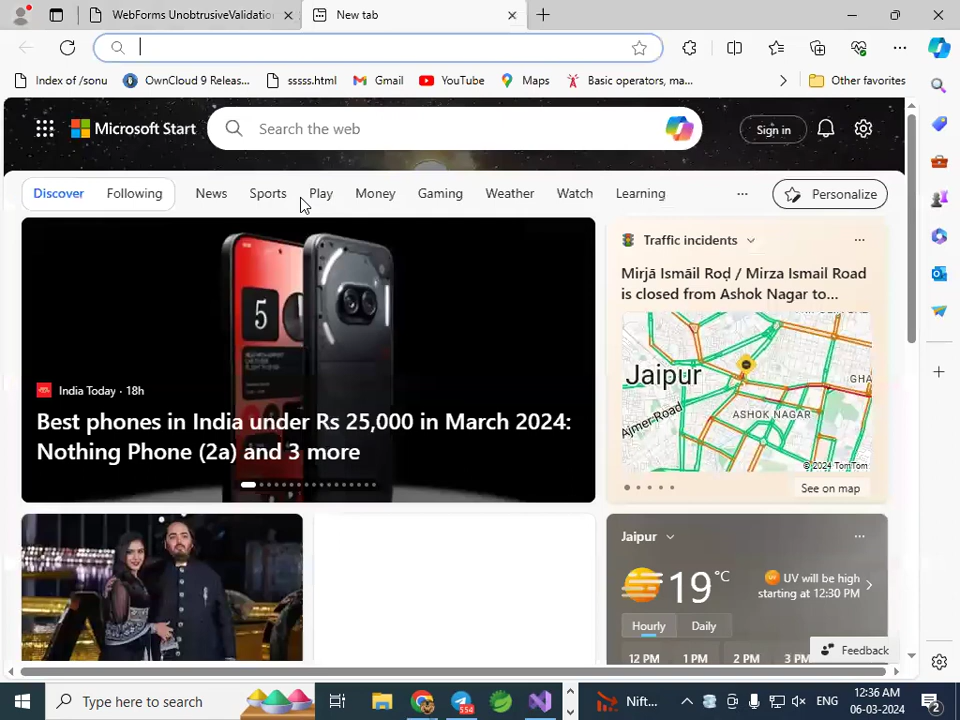 WebForms UnobtrusiveValidatio
New tab
Index of /sonu
OwnCloud 9 Releas...
sssss.html
Gmail
YouTube
Maps
Basic operators, ma...
Other favorites
Microsoft Start
Search the web
Sign in
Discover
Following
News
Sports
Play
Money
Gaming
Weather
Watch
Learning
Personalize
5
India Today · 18h
Best phones in India under Rs 25,000 in March 2024:
Nothing Phone (2a) and 3 more
Traffic incidents
Mirjā Ismāil Roḍ / Mirza Ismail Road
is closed from Ashok Nagar to...
Jaipur
GHA
Ajmer-Road
ASHOK NAGAR
© 2024 TomTom
See on map
Jaipur
19 °C
UV will be high
starting at 12:30 PM
Hourly
Daily
12 PM
1 PM
2 PM
3 PM
Feedback
Type here to search
554
Nift...
ENG
12:36 AM
06-03-2024
2